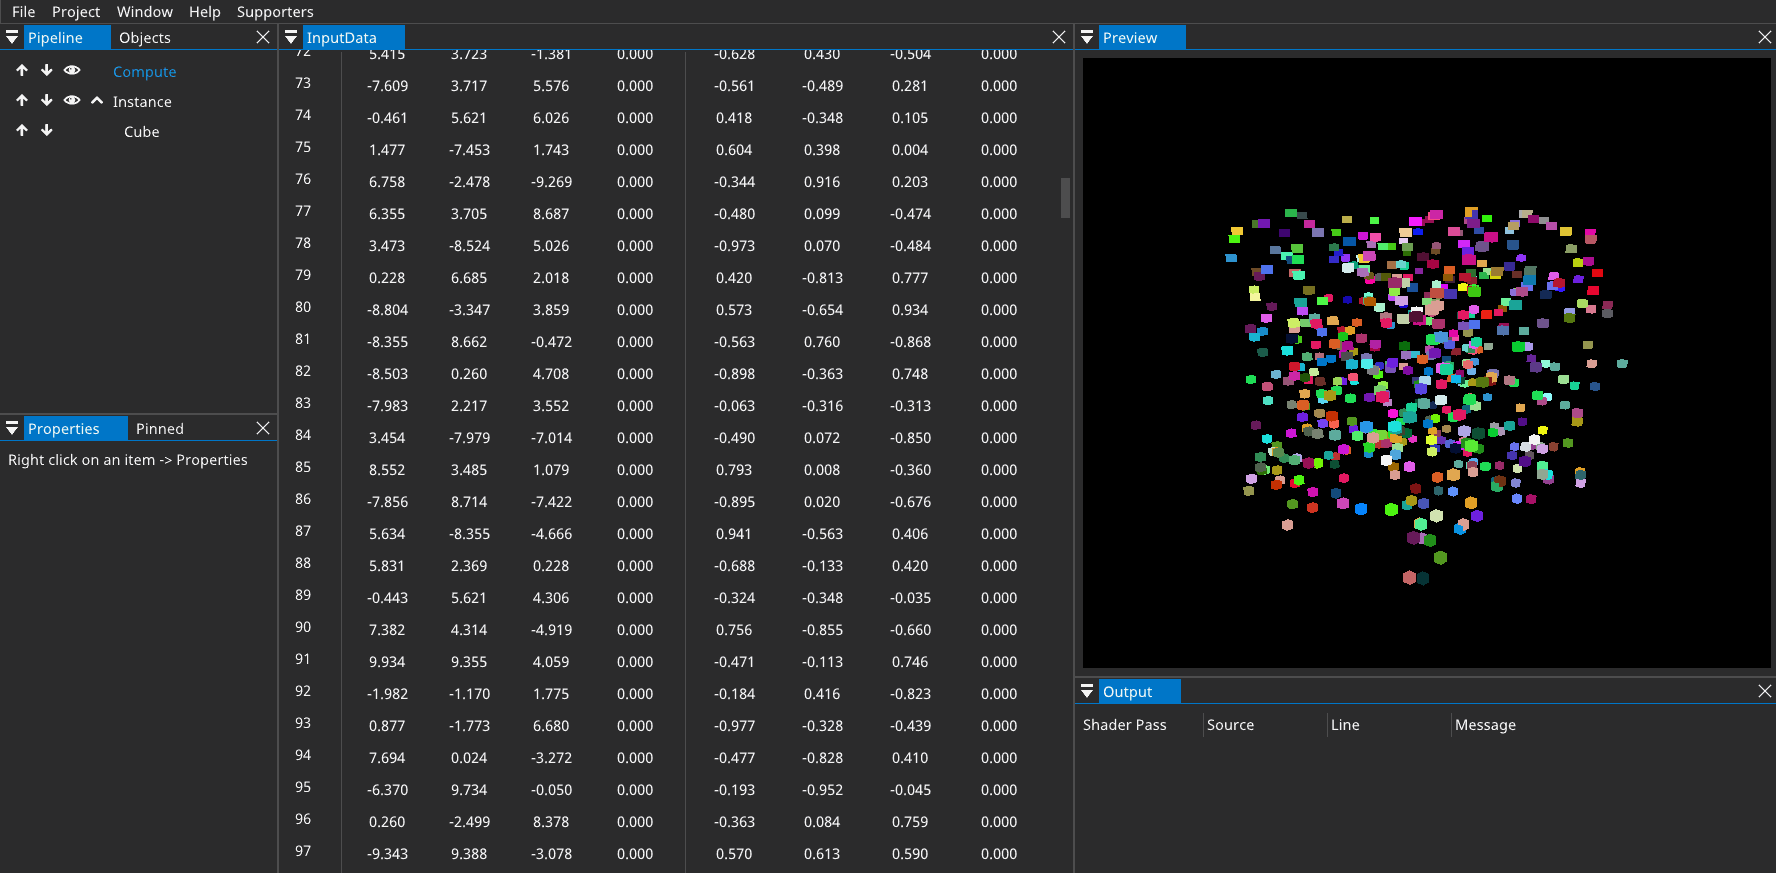 File Project Window Help Supporters
Pipeline Objects
Compute
Instance
Cube
Properties Pinned
Right click on an item -> Properties
InputData
72 5.415 3.723 -1.381 0.000 -0.628 0.430 -0.504 0.000
73 -7.609 3.717 5.576 0.000 -0.561 -0.489 0.281 0.000
74 -0.461 5.621 6.026 0.000 0.418 -0.348 0.105 0.000
75 1.477 -7.453 1.743 0.000 0.604 0.398 0.004 0.000
76 6.758 -2.478 -9.269 0.000 -0.344 0.916 0.203 0.000
77 6.355 3.705 8.687 0.000 -0.480 0.099 -0.474 0.000
78 3.473 -8.524 5.026 0.000 -0.973 0.070 -0.484 0.000
79 0.228 6.685 2.018 0.000 0.420 -0.813 0.777 0.000
80 -8.804 -3.347 3.859 0.000 0.573 -0.654 0.934 0.000
81 -8.355 8.662 -0.472 0.000 -0.563 0.760 -0.868 0.000
82 -8.503 0.260 4.708 0.000 -0.898 -0.363 0.748 0.000
83 -7.983 2.217 3.552 0.000 -0.063 -0.316 -0.313 0.000
84 3.454 -7.979 -7.014 0.000 -0.490 0.072 -0.850 0.000
85 8.552 3.485 1.079 0.000 0.793 0.008 -0.360 0.000
86 -7.856 8.714 -7.422 0.000 -0.895 0.020 -0.676 0.000
87 5.634 -8.355 -4.666 0.000 0.941 -0.563 0.406 0.000
88 5.831 2.369 0.228 0.000 -0.688 -0.133 0.420 0.000
89 -0.443 5.621 4.306 0.000 -0.324 -0.348 -0.035 0.000
90 7.382 4.314 -4.919 0.000 0.756 -0.855 -0.660 0.000
91 9.934 9.355 4.059 0.000 -0.471 -0.113 0.746 0.000
92 -1.982 -1.170 1.775 0.000 -0.184 0.416 -0.823 0.000
93 0.877 -1.773 6.680 0.000 -0.977 -0.328 -0.439 0.000
94 7.694 0.024 -3.272 0.000 -0.477 -0.828 0.410 0.000
95 -6.370 9.734 -0.050 0.000 -0.193 -0.952 -0.045 0.000
96 0.260 -2.499 8.378 0.000 -0.363 0.084 0.759 0.000
97 -9.343 9.388 -3.078 0.000 0.570 0.613 0.590 0.000
Preview
Output
Shader Pass Source Line Message